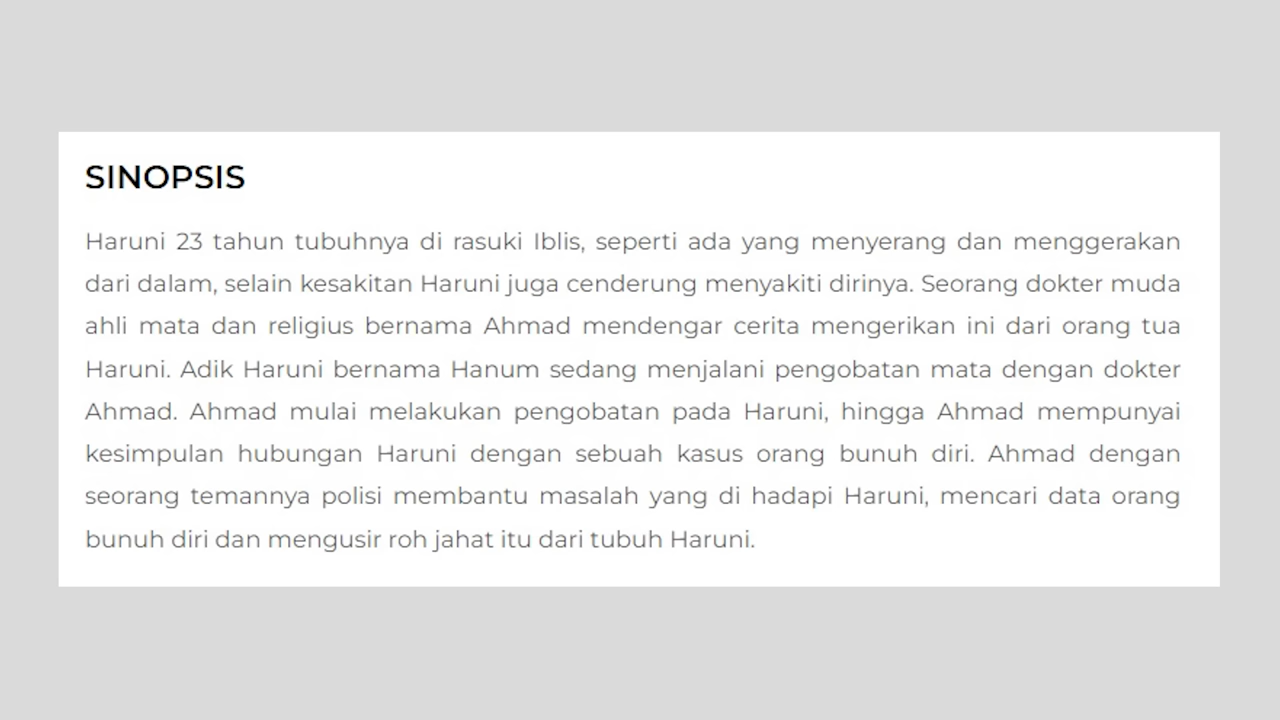 SINOPSIS
Haruni 23 tahun tubuhnya di rasuki Iblis, seperti ada yang menyerang dan menggerakan
dari dalam, selain kesakitan Haruni juga cenderung menyakiti dirinya. Seorang dokter muda
ahli mata dan religius bernama Ahmad mendengar cerita mengerikan ini dari orang tua
Haruni. Adik Haruni bernama Hanum sedang menjalani pengobatan mata dengan dokter
Ahmad. Ahmad mulai melakukan pengobatan pada Haruni, hingga Ahmad mempunyai
kesimpulan hubungan Haruni dengan sebuah kasus orang bunuh diri. Ahmad dengan
seorang temannya polisi membantu masalah yang di hadapi Haruni, mencari data orang
bunuh diri dan mengusir roh jahat itu dari tubuh Haruni.